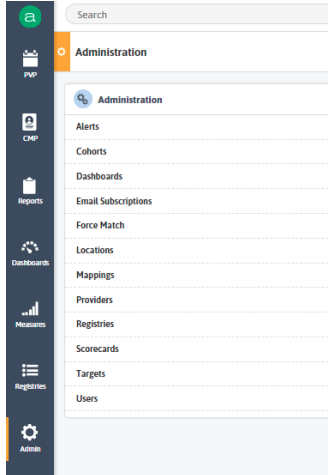 a
Search
PVP
CMP
Reports
Dashboards
Measures
Registries
Admin
Administration
Administration
Alerts
Cohorts
Dashboards
Email Subscriptions
Force Match
Locations
Mappings
Providers
Registries
Scorecards
Targets
Users